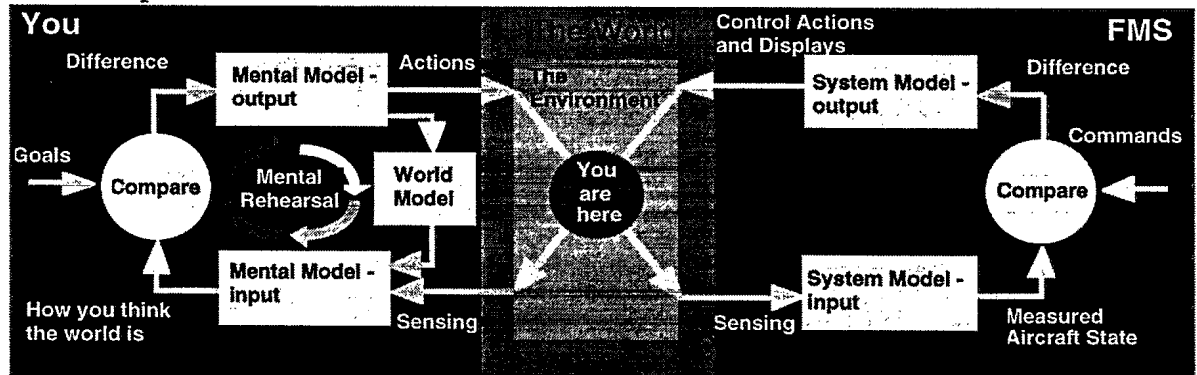 You
Difference
Mental Model -
output
Actions
Goals
Compare
Mental
Rehearsal
World
Model
Mental Model -
input
How you think
the world is
Sensing
The World
The
Environment
You
are
here
Control Actions
and Displays
FMS
System Model -
output
Difference
Commands
Compare
System Model -
input
Sensing
Measured
Aircraft State